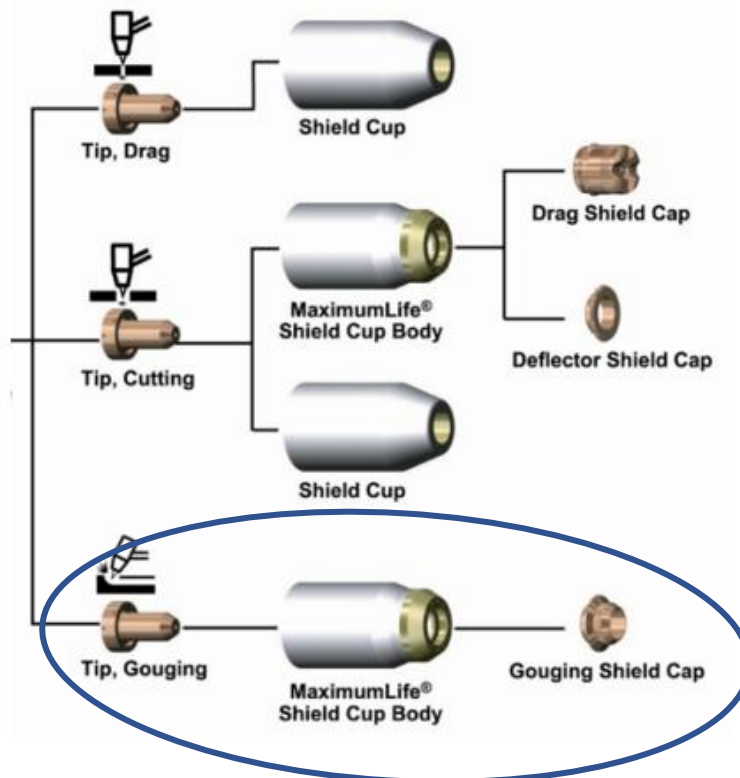 Tip, Drag
Shield Cup
Drag Shield Cap
MaximumLife®
Shield Cup Body
Deflector Shield Cap
Tip, Cutting
Shield Cup
Tip, Gouging
MaximumLife®
Shield Cup Body
Gouging Shield Cap